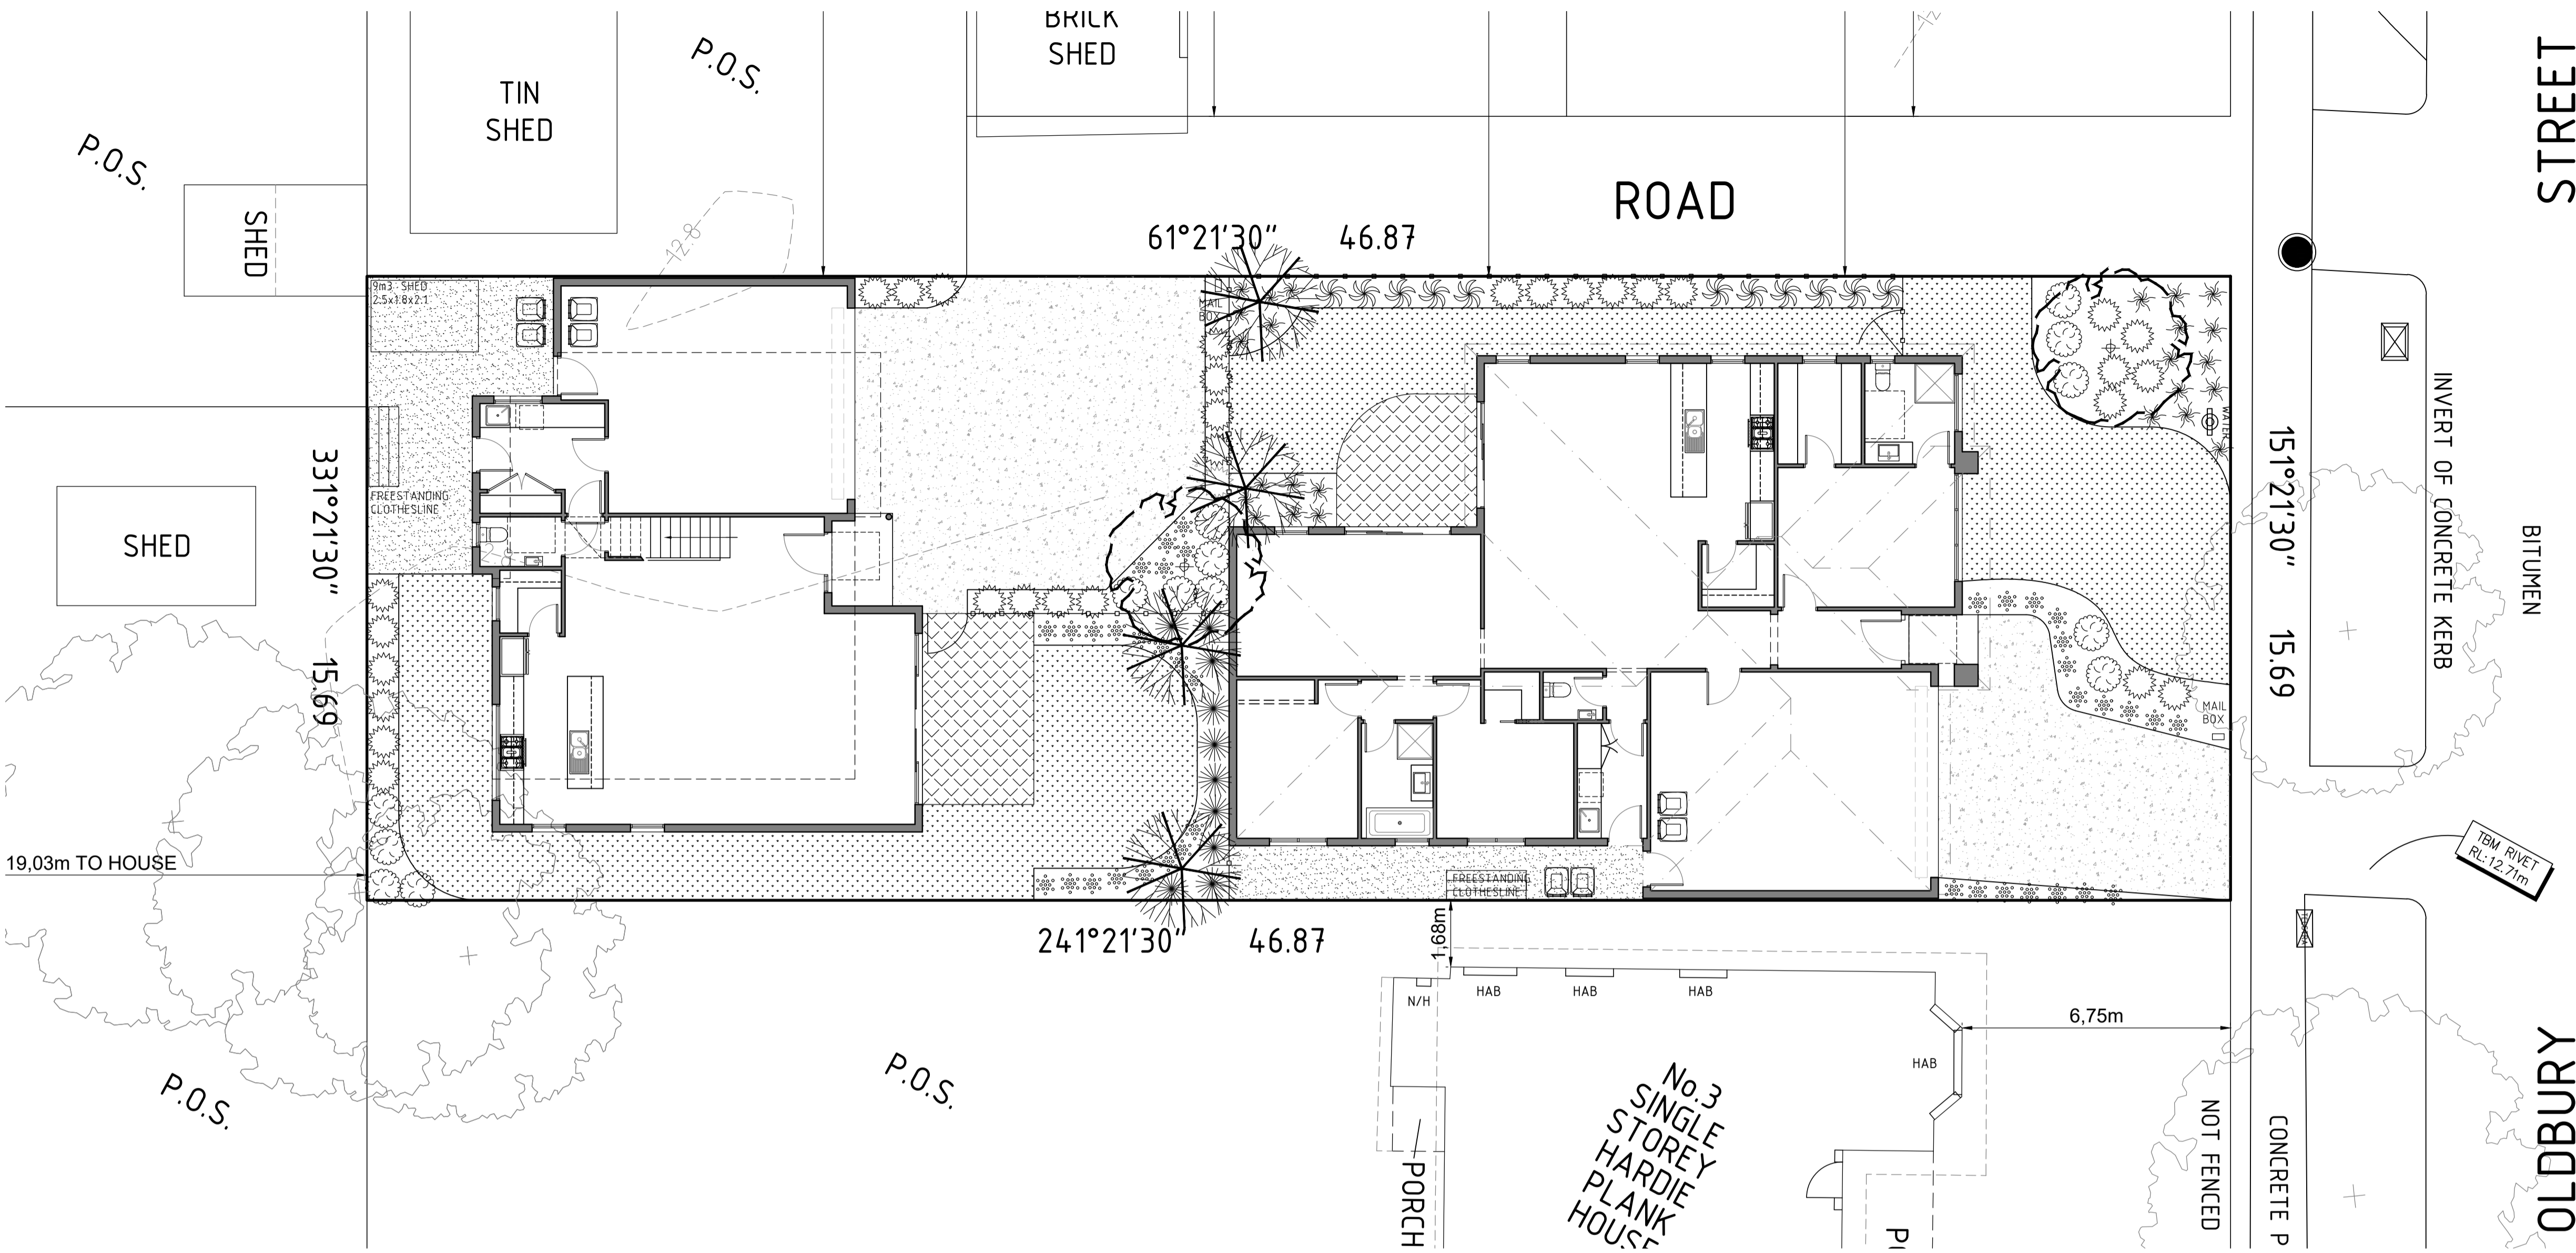 BRICK
SHED
P.O.S.
TIN
SHED
P.O.S.
SHED
12.8
STREET
ROAD
61°21'30" 46.87
9m3 SHED
2.5x1.8x2.1
MAIL
BOX
WATER
INVERT OF CONCRETE KERB
BITUMEN
331°21'30" 15.69
151°21'30" 15.69
FREESTANDING
CLOTHESLINE
SHED
MAIL
BOX
19,03m TO HOUSE
TBM RIVET
RL:12.71m
FREESTANDING
CLOTHESLINE
241°21'30" 46.87
1,68m
N/H
HAB
HAB
HAB
6,75m
HAB
P.O.S.
P.O.S.
No.3
SINGLE
STOREY
HARDIE
PLANK
HOUSE
PORCH
PO
NOT FENCED
CONCRETE P
OLDBURY